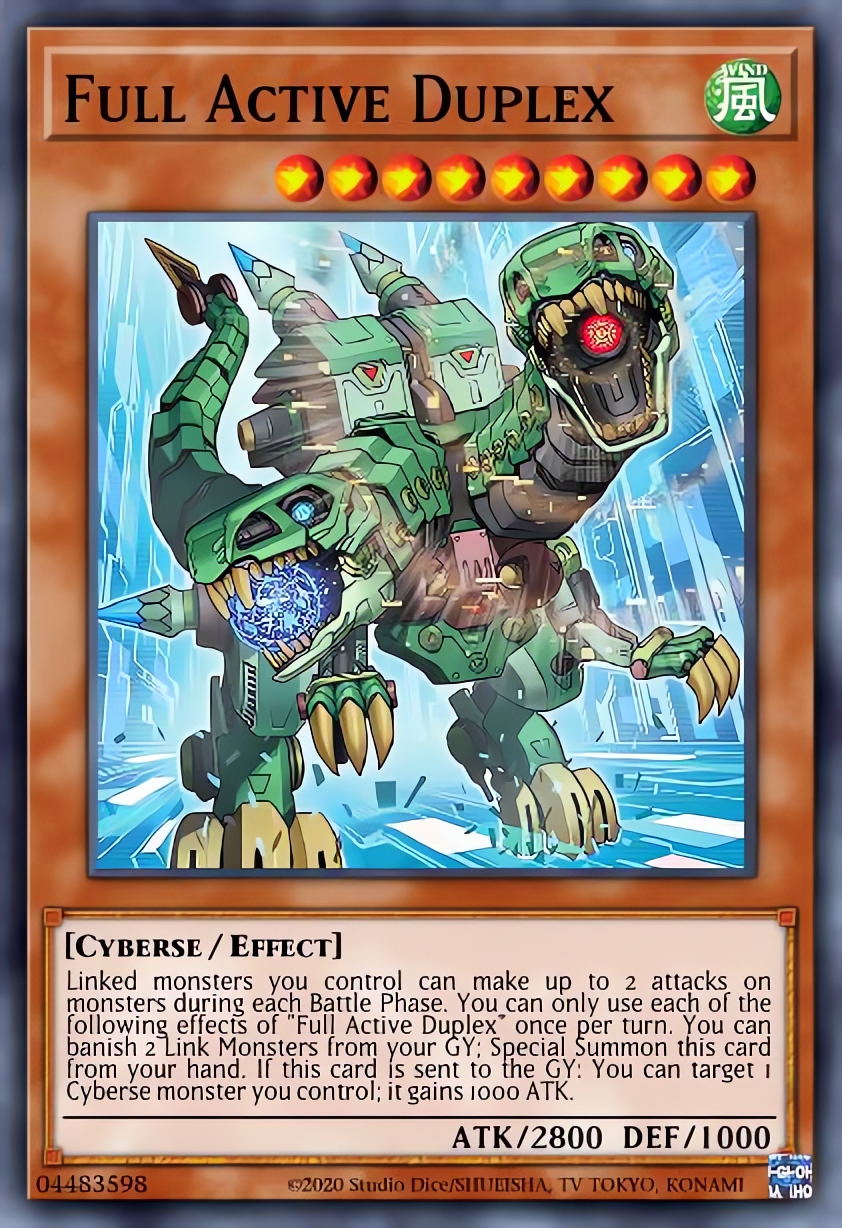 Full Active Duplex
WIND
風
[Cyberse / Effect]
Linked monsters you control can make up to 2 attacks on
monsters during each Battle Phase. You can only use each of the
following effects of "Full Active Duplex" once per turn. You can
banish 2 Link Monsters from your GY; Special Summon this card
from your hand. If this card is sent to the GY: You can target 1
Cyberse monster you control; it gains 1000 ATK.
ATK/2800 DEF/1000
04483598
©2020 Studio Dice/SHUEISHA, TV TOKYO, KONAMI